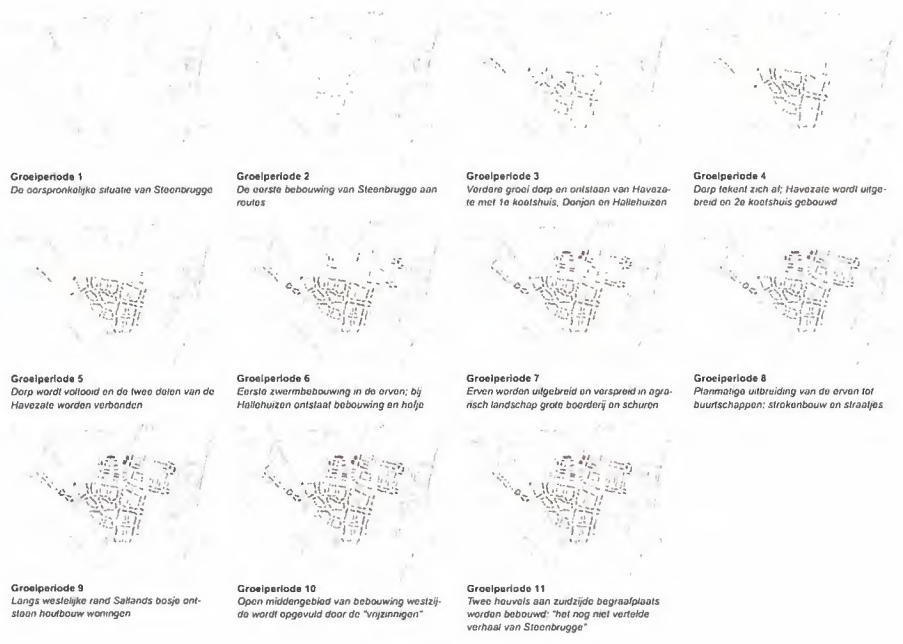 Groeiperiode 1
De oorspronkelijke situatie van Steenbrugge
Groeiperiode 2
De eerste bebouwing van Steenbrugge aan
routes
Groeiperiode 3
Verdere groei dorp en ontstaan van Haveza-
te met 1e koetshuis, Donjon en Hallehuizen
Groeiperiode 4
Dorp tekent zich af; Havezate wordt uitge-
breid en 2e koetshuis gebouwd
Groeiperiode 5
Dorp wordt voltooid en de twee delen van de
Havezate worden verbonden
Groeiperiode 6
Eerste zwermbebouwing in de erven; bij
Hallehuizen ontstaat bebouwing en hofje
Groeiperiode 7
Erven worden uitgebreid en verspreid in agra-
risch landschap grote boerderij en schuren
Groeiperiode 8
Planmatige uitbreiding van de erven tot
buurtschappen; strokenbouw en straatjes
Groeiperiode 9
Langs westelijke rand Sallands bosje ont-
staan houtbouw woningen
Groeiperiode 10
Open middengebied van bebouwing westzij-
de wordt opgevuld door de "vrijzinnigen"
Groeiperiode 11
Twee heuvels aan zuidzijde begraafplaats
worden bebouwd; "het nog niet vertelde
verhaal van Steenbrugge"